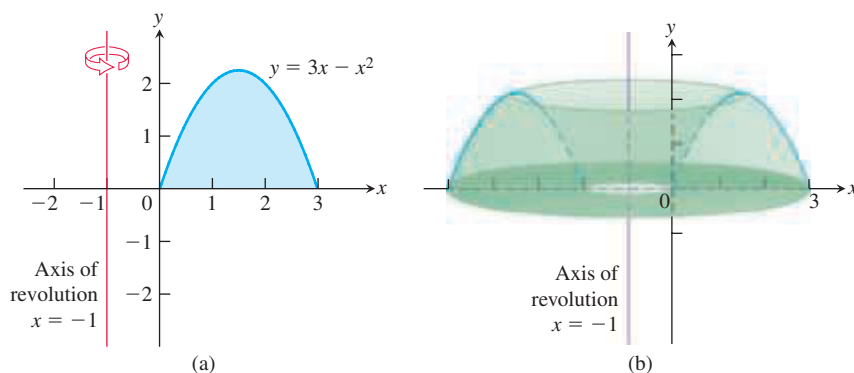 y
y = 3x − x²
2
1
−2 −1 0 1 2 3 x
−1
−2
Axis of
revolution
x = −1
(a)
y
0 3 x
Axis of
revolution
x = −1
(b)